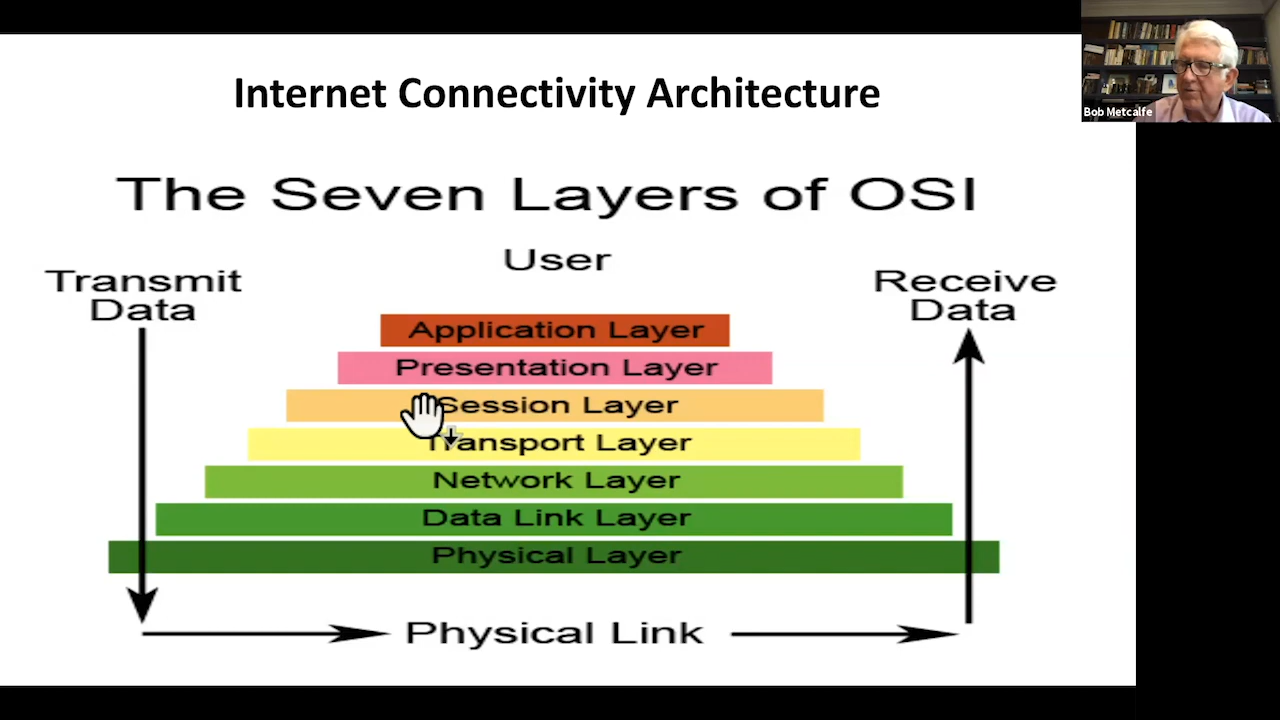 Internet Connectivity Architecture
Bob Metcalfe
The Seven Layers of OSI
User
Transmit
Data
Receive
Data
Application Layer
Presentation Layer
Session Layer
Transport Layer
Network Layer
Data Link Layer
Physical Layer
Physical Link